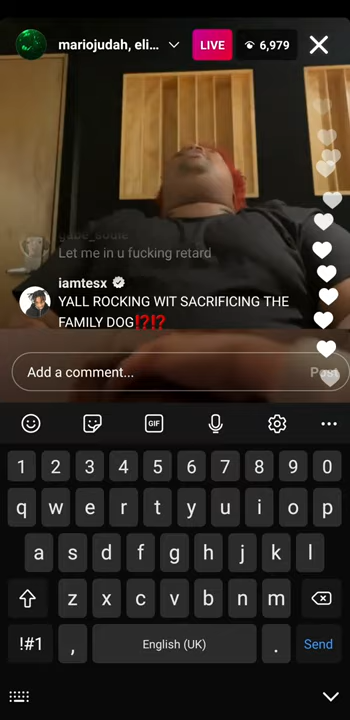 mariojudah, eli...
LIVE
6,979
gabe_bodie
Let me in u fucking retard
iamtesx
YALL ROCKING WIT SACRIFICING THE
FAMILY DOG⁉️⁉️
Add a comment...
Post
GIF
1 2 3 4 5 6 7 8 9 0
q w e r t y u i o p
a s d f g h j k l
z x c v b n m
!#1 , English (UK) . Send